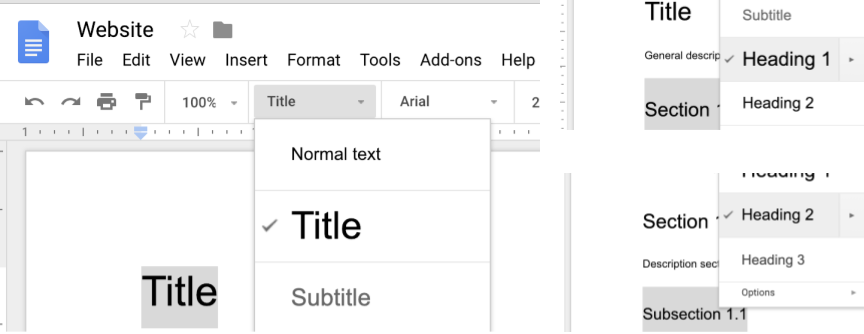 Website
File Edit View Insert Format Tools Add-ons Help
100% Title Arial 2
1
Normal text
Title
Subtitle
Title
Title
Subtitle
General descrip
Heading 1
Section 1
Heading 2
Heading 1
Section 1
Heading 2
Description sect
Heading 3
Options
Subsection 1.1